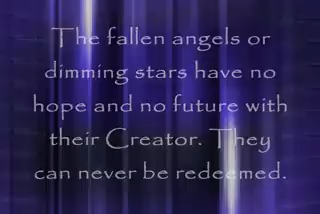 The fallen angels or
dimming stars have no
hope and no future with
their Creator. They
can never be redeemed.